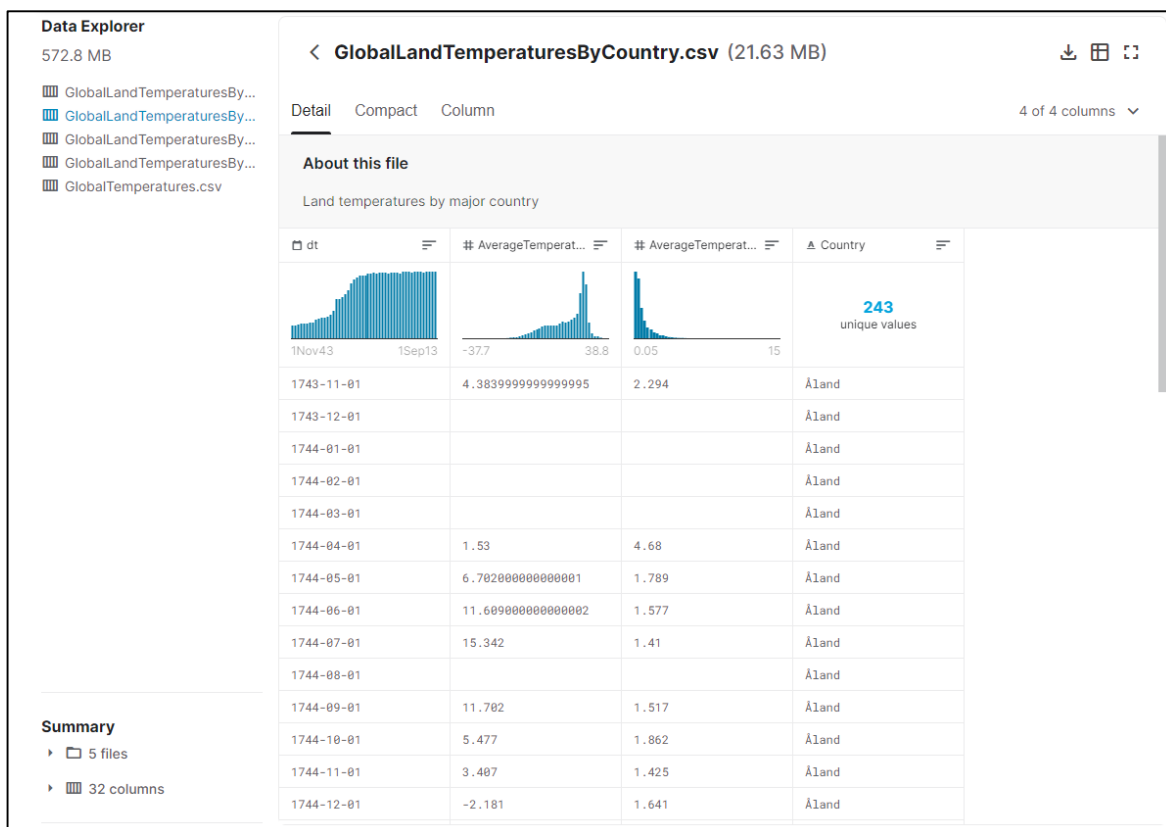 Data Explorer
572.8 MB
GlobalLandTemperaturesBy...
GlobalLandTemperaturesBy...
GlobalLandTemperaturesBy...
GlobalLandTemperaturesBy...
GlobalTemperatures.csv
Summary
5 files
32 columns
GlobalLandTemperaturesByCountry.csv (21.63 MB)
Detail Compact Column 4 of 4 columns
About this file
Land temperatures by major country
dt # AverageTemperat... # AverageTemperat... A Country
243
unique values
1Nov43 1Sep13 -37.7 38.8 0.05 15
1743-11-01 4.3839999999999995 2.294 Åland
1743-12-01 Åland
1744-01-01 Åland
1744-02-01 Åland
1744-03-01 Åland
1744-04-01 1.53 4.68 Åland
1744-05-01 6.702000000000001 1.789 Åland
1744-06-01 11.609000000000002 1.577 Åland
1744-07-01 15.342 1.41 Åland
1744-08-01 Åland
1744-09-01 11.702 1.517 Åland
1744-10-01 5.477 1.862 Åland
1744-11-01 3.407 1.425 Åland
1744-12-01 -2.181 1.641 Åland